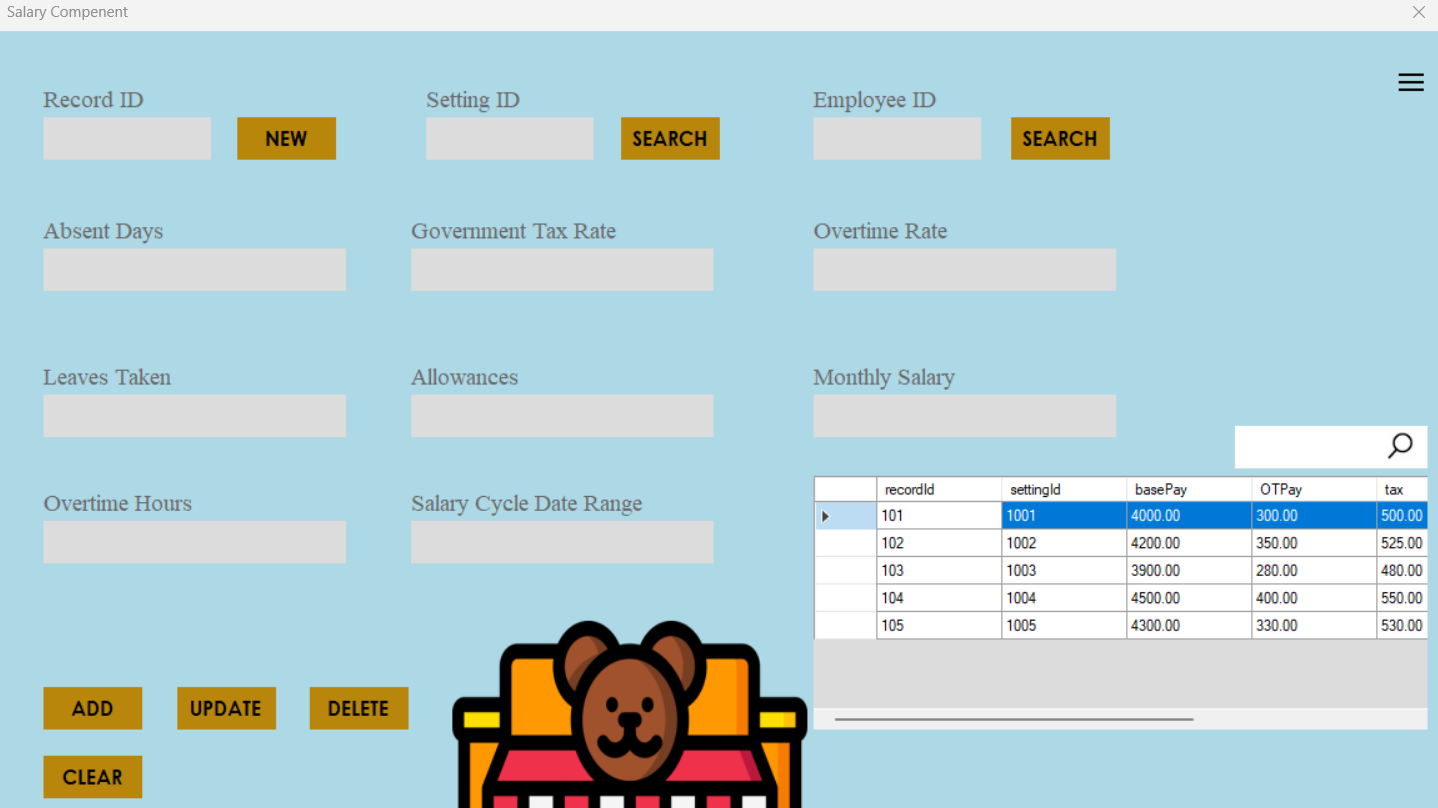 Salary Compenent
Record ID
Setting ID
Employee ID
NEW
SEARCH
SEARCH
Absent Days
Government Tax Rate
Overtime Rate
Leaves Taken
Allowances
Monthly Salary
Overtime Hours
Salary Cycle Date Range
recordId settingId basePay OTPay tax
101 1001 4000.00 300.00 500.00
102 1002 4200.00 350.00 525.00
103 1003 3900.00 280.00 480.00
104 1004 4500.00 400.00 550.00
105 1005 4300.00 330.00 530.00
ADD
UPDATE
DELETE
CLEAR